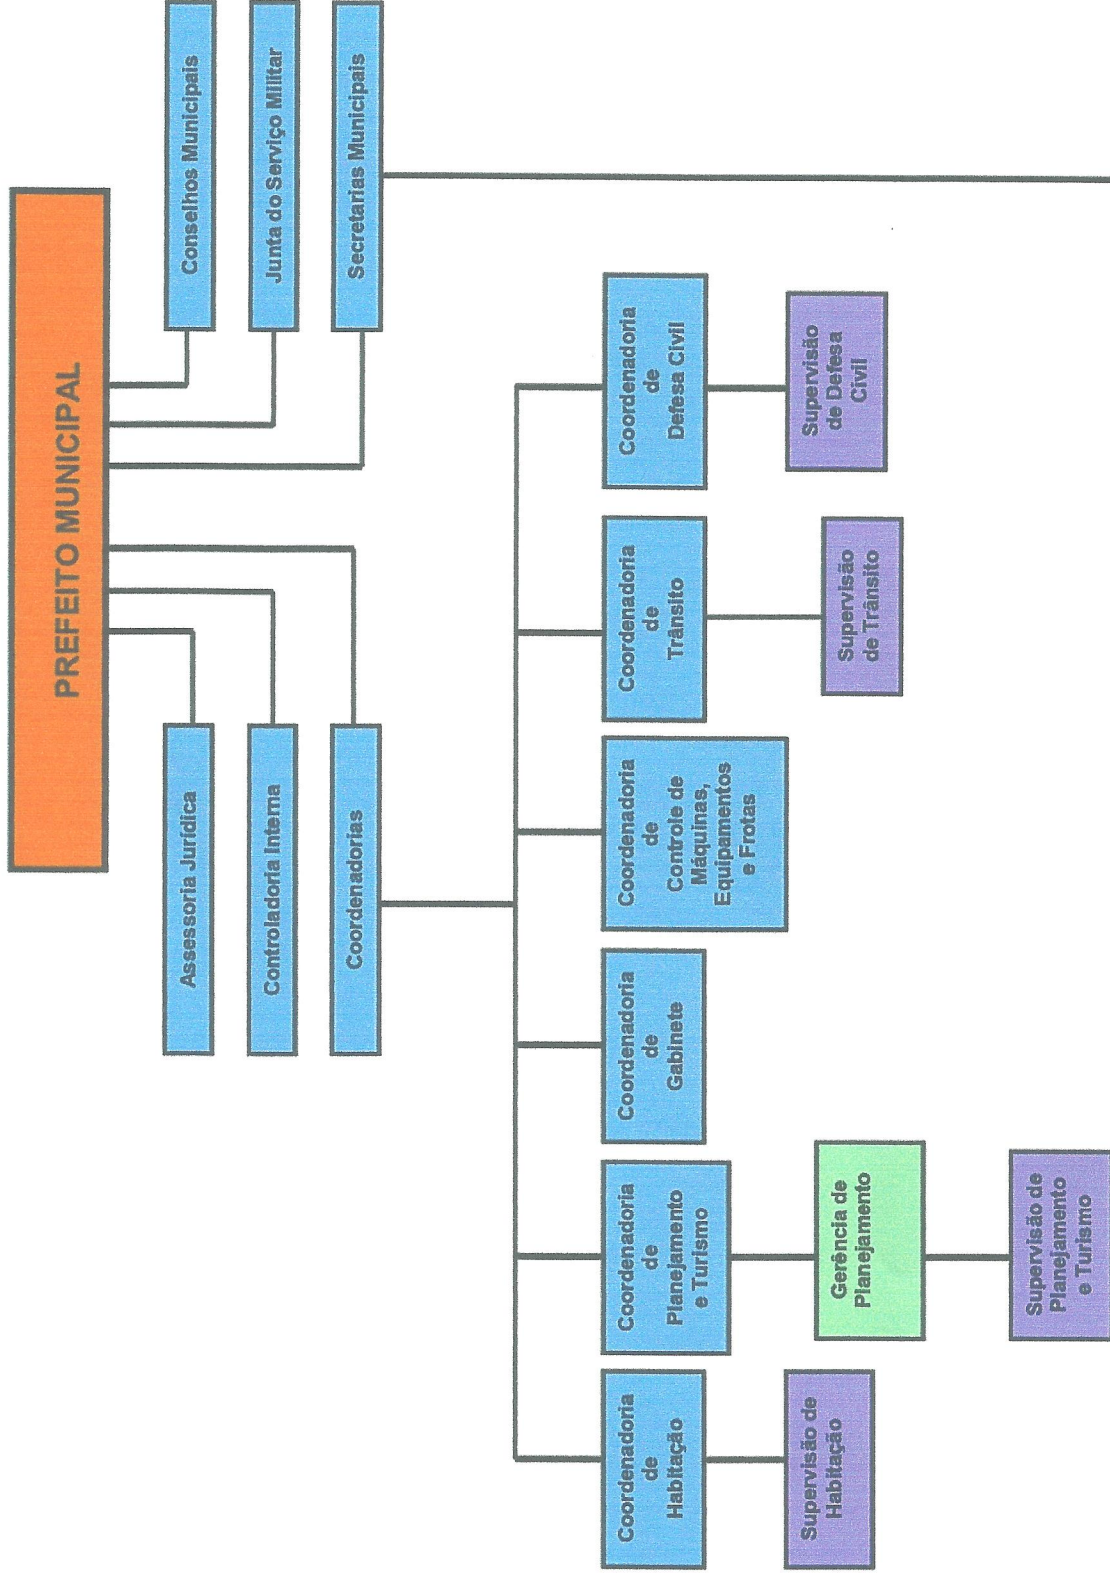 PREFEITO MUNICIPAL
Assessoria Jurídica
Controladoria Interna
Coordenadorias
Conselhos Municipais
Junta do Serviço Militar
Secretarias Municipais
Coordenadoria
de
Habitação
Coordenadoria
de
Planejamento
e Turismo
Coordenadoria
de
Gabinete
Coordenadoria
de
Controle de
Máquinas,
Equipamentos
e Frotas
Coordenadoria
de
Trânsito
Coordenadoria
de
Defesa Civil
Supervisão de
Habitação
Gerência de
Planejamento
Supervisão
de Trânsito
Supervisão
de Defesa
Civil
Supervisão de
Planejamento
e Turismo